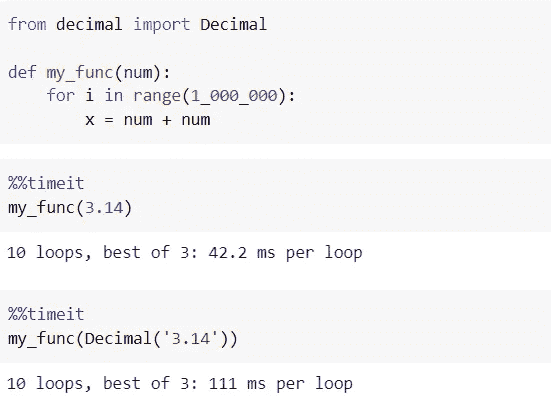 from decimal import Decimal
def my_func(num):
    for i in range(1_000_000):
        x = num + num
%%timeit
my_func(3.14)
10 loops, best of 3: 42.2 ms per loop
%%timeit
my_func(Decimal('3.14'))
10 loops, best of 3: 111 ms per loop